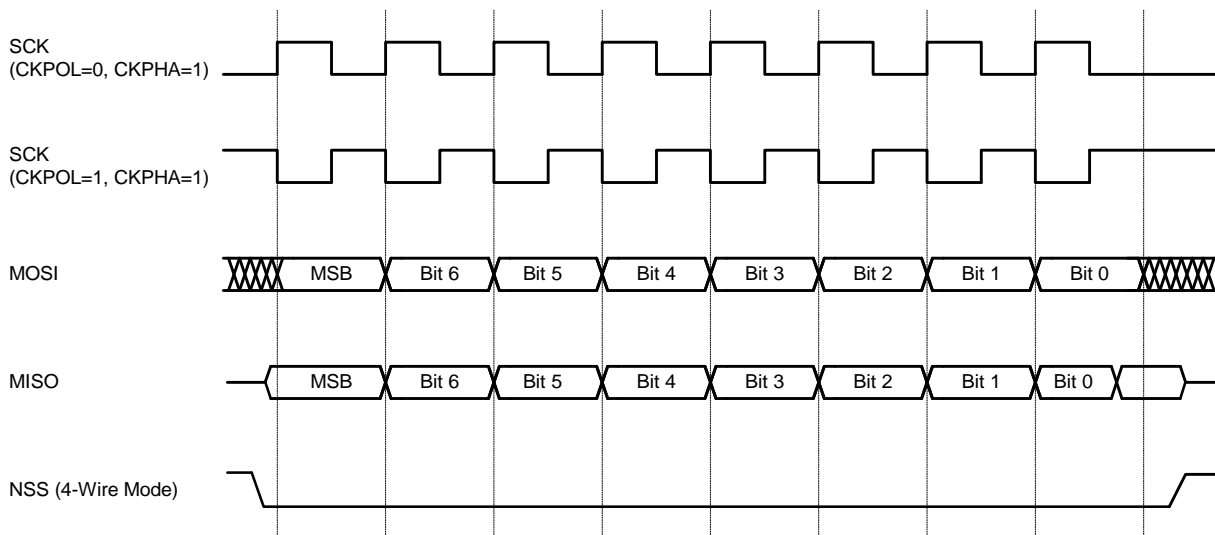 SCK
(CKPOL=0, CKPHA=1)
SCK
(CKPOL=1, CKPHA=1)
MOSI MSB Bit 6 Bit 5 Bit 4 Bit 3 Bit 2 Bit 1 Bit 0
MISO MSB Bit 6 Bit 5 Bit 4 Bit 3 Bit 2 Bit 1 Bit 0
NSS (4-Wire Mode)